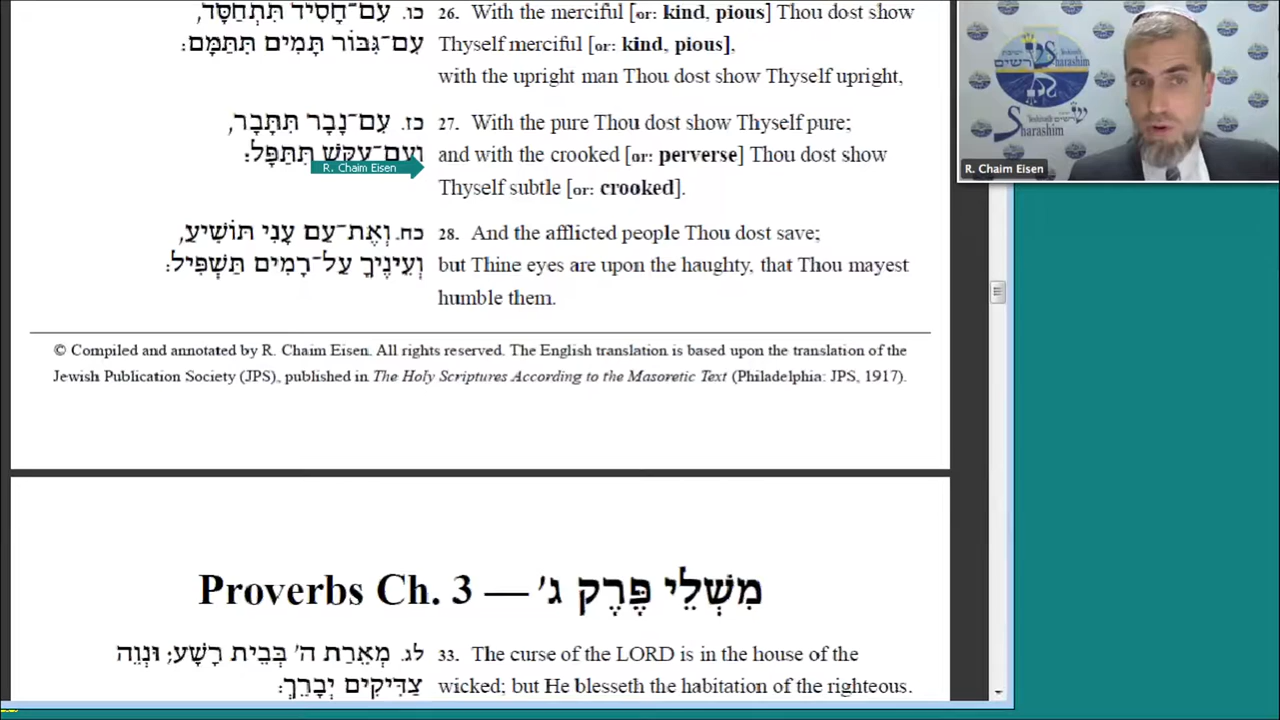 כו. עִם־חָסִיד תִּתְחַסָּד,
עִם־גִּבּוֹר תָּמִים תִּתַּמָּם:
26. With the merciful [or: kind, pious] Thou dost show
Thyself merciful [or: kind, pious],
with the upright man Thou dost show Thyself upright,
כז. עִם־נָבָר תִּתָּבָר,
וְעִם־עִקֵּשׁ תִּתַּפָּל:
R. Chaim Eisen
27. With the pure Thou dost show Thyself pure;
and with the crooked [or: perverse] Thou dost show
Thyself subtle [or: crooked].
כח. וְאֶת־עַם עָנִי תּוֹשִׁיעַ,
וְעֵינֶיךָ עַל־רָמִים תַּשְׁפִּיל:
28. And the afflicted people Thou dost save;
but Thine eyes are upon the haughty, that Thou mayest
humble them.
© Compiled and annotated by R. Chaim Eisen. All rights reserved. The English translation is based upon the translation of the
Jewish Publication Society (JPS), published in The Holy Scriptures According to the Masoretic Text (Philadelphia: JPS, 1917).
Proverbs Ch. 3 — מִשְׁלֵי פֶּרֶק ג׳
לג. מְאֵרַת ה׳ בְּבֵית רָשָׁע; וּנְוֵה
צַדִּיקִים יְבָרֵךְ:
33. The curse of the LORD is in the house of the
wicked; but He blesseth the habitation of the righteous.
שרשים
Sharashim
Yeshivath
Sharashim
R. Chaim Eisen